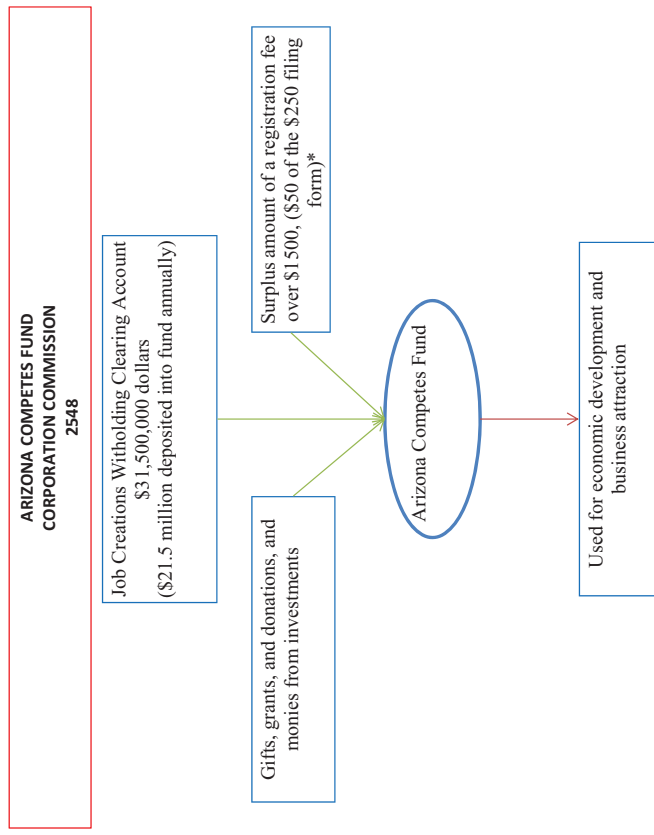 ARIZONA COMPETES FUND
CORPORATION COMMISSION
2548
Job Creations Witholding Clearing Account
$31,500,000 dollars
($21.5 million deposited into fund annually)
Gifts, grants, and donations, and
monies from investments
Surplus amount of a registration fee
over $1500, ($50 of the $250 filing
form)*
Arizona Competes Fund
Used for economic development and
business attraction